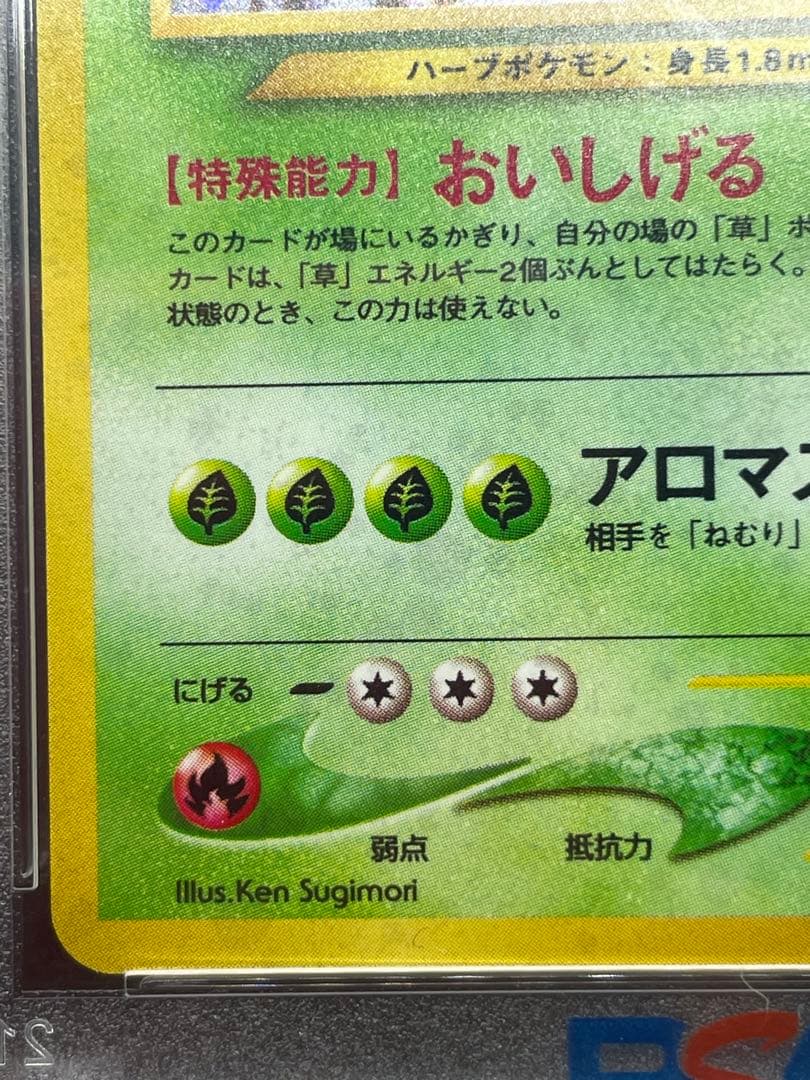 ハーブポケモン：身長1.8m
【特殊能力】おいしげる
このカードが場にいるかぎり、自分の場の「草」ポ
カードは、「草」エネルギー2個ぶんとしてはたらく。
状態のとき、この力は使えない。
アロマ
相手を「ねむり」
にげる
弱点 抵抗力
Illus.Ken Sugimori